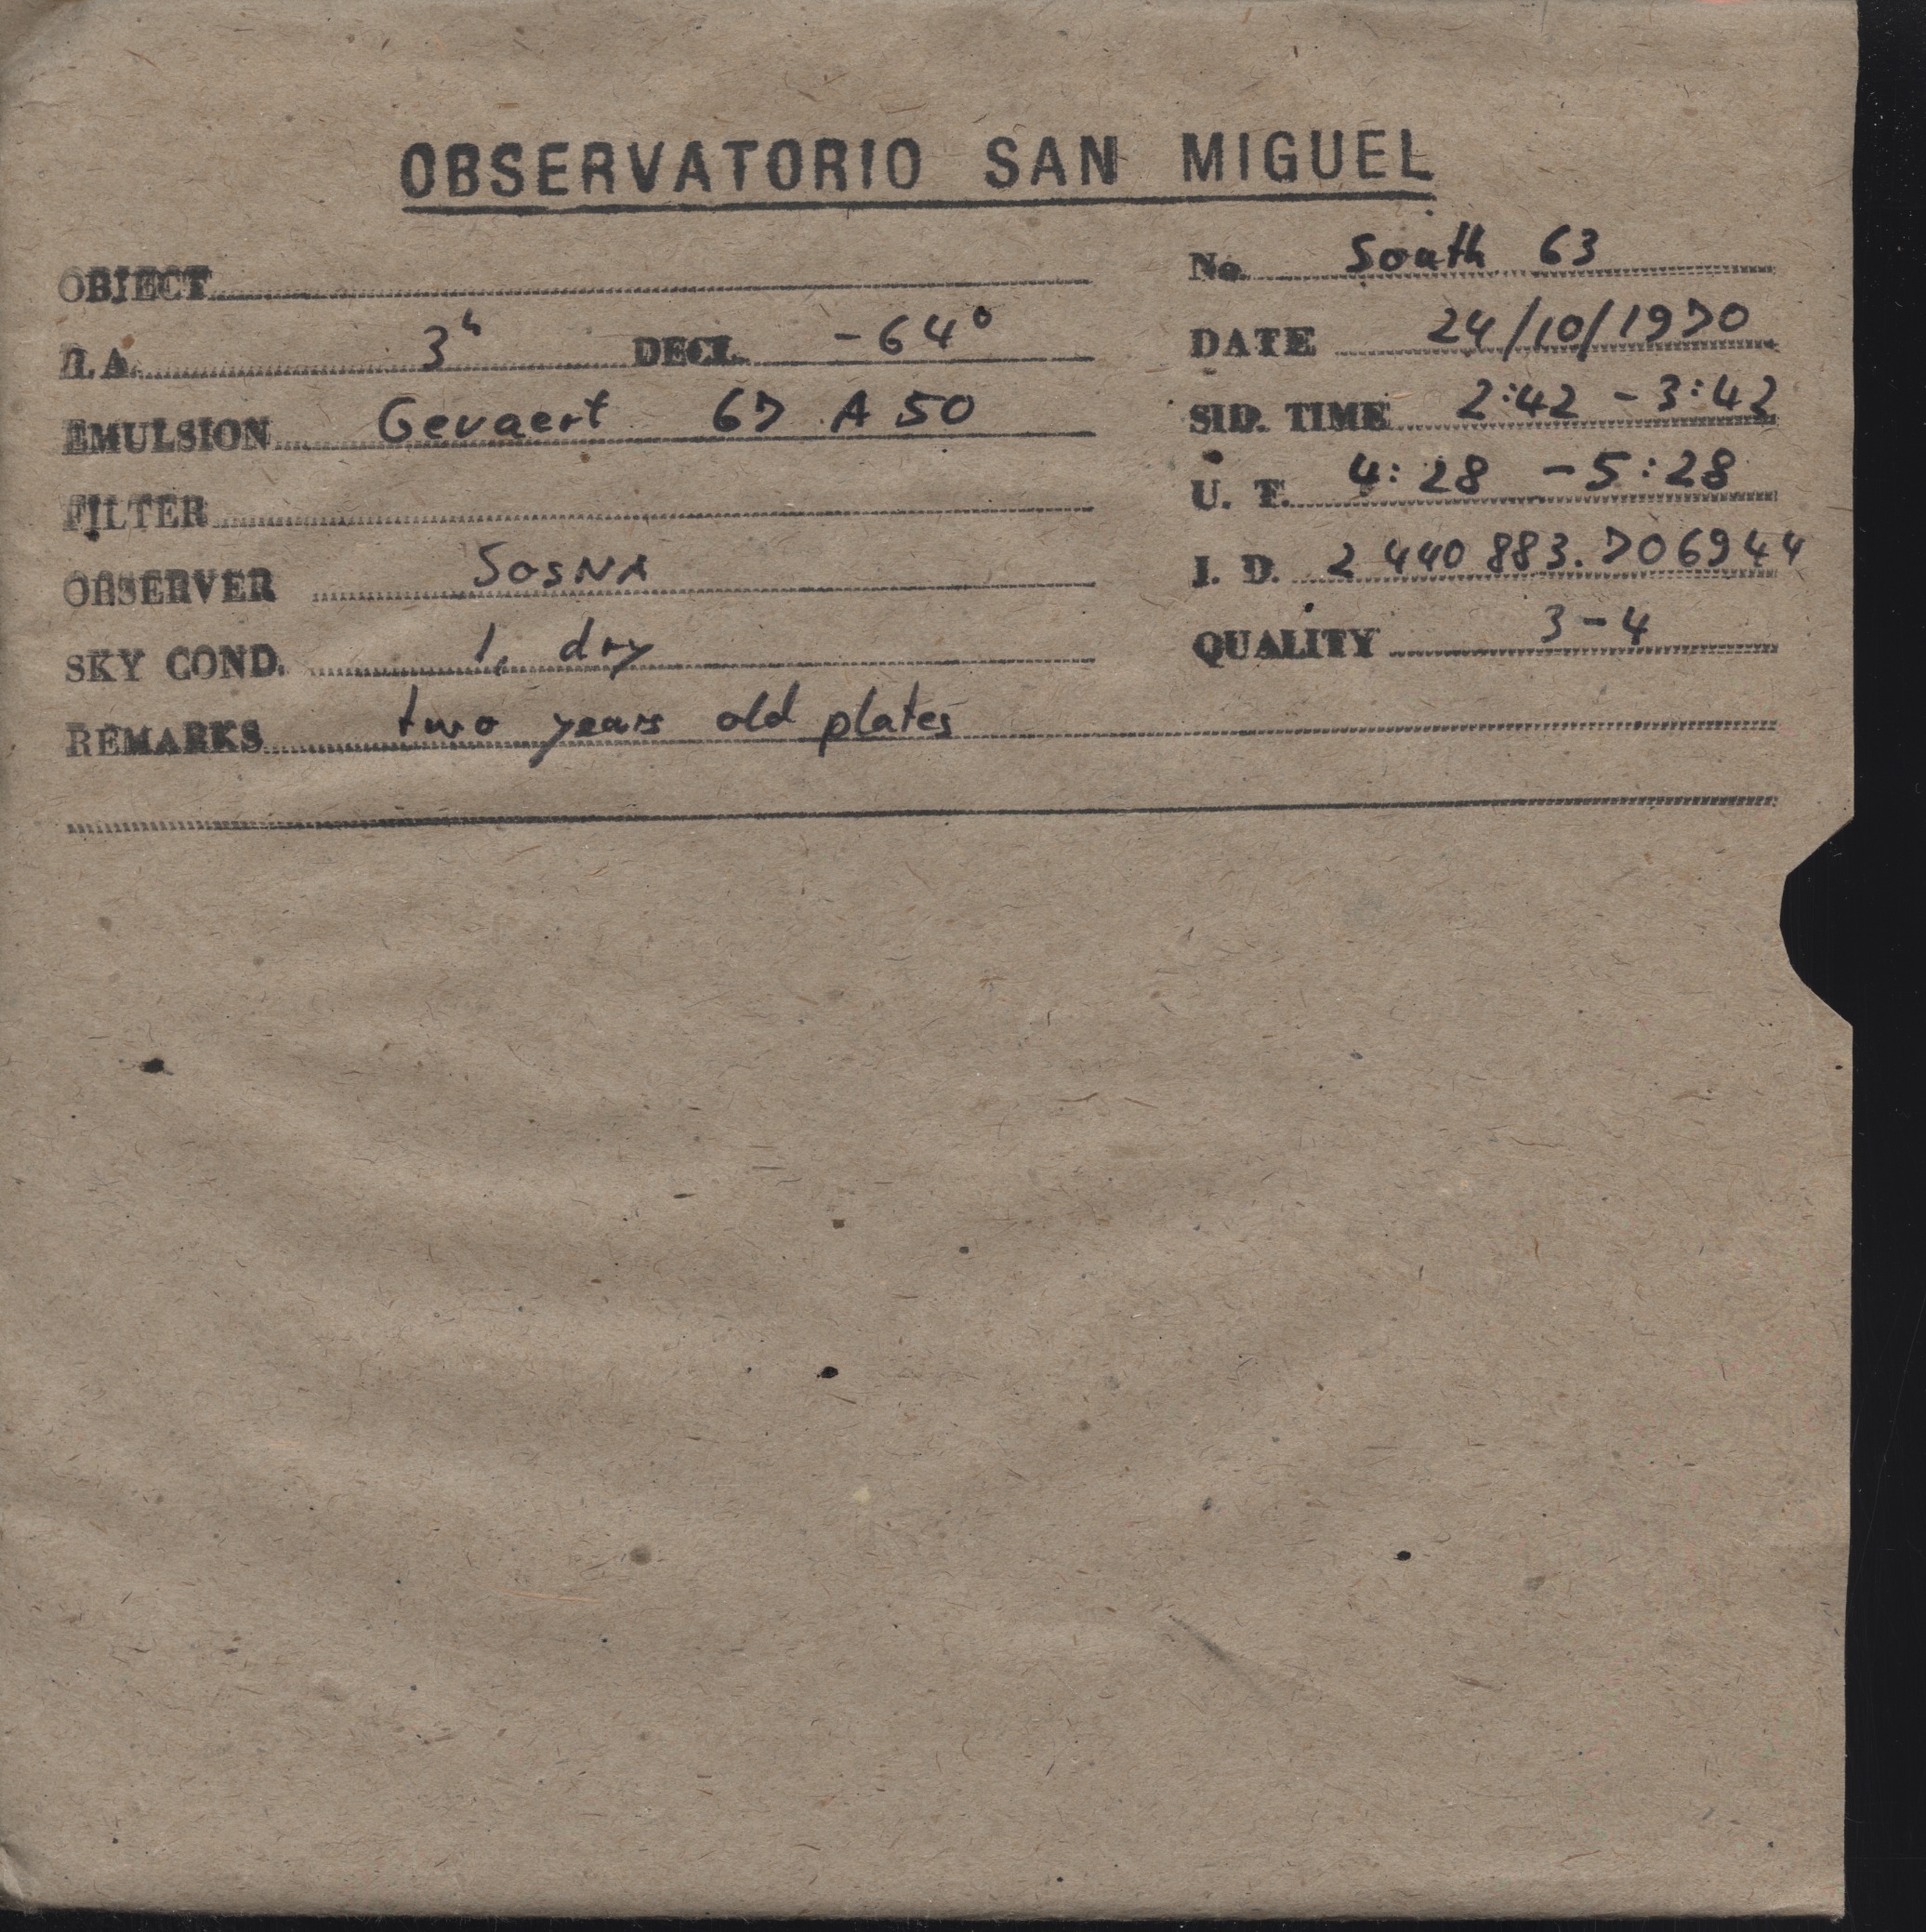 OBSERVATORIO SAN MIGUEL
OBJECT
No. South 63
R.A. 3h DECL. -64°
DATE 24/10/1970
EMULSION Gevaert 67 A 50
SID. TIME 2:42 - 3:42
FILTER
U. T. 4:28 - 5:28
OBSERVER SOSNA
J. D. 2 440 883.706944
SKY COND. 1, dry
QUALITY 3-4
REMARKS two years old plates